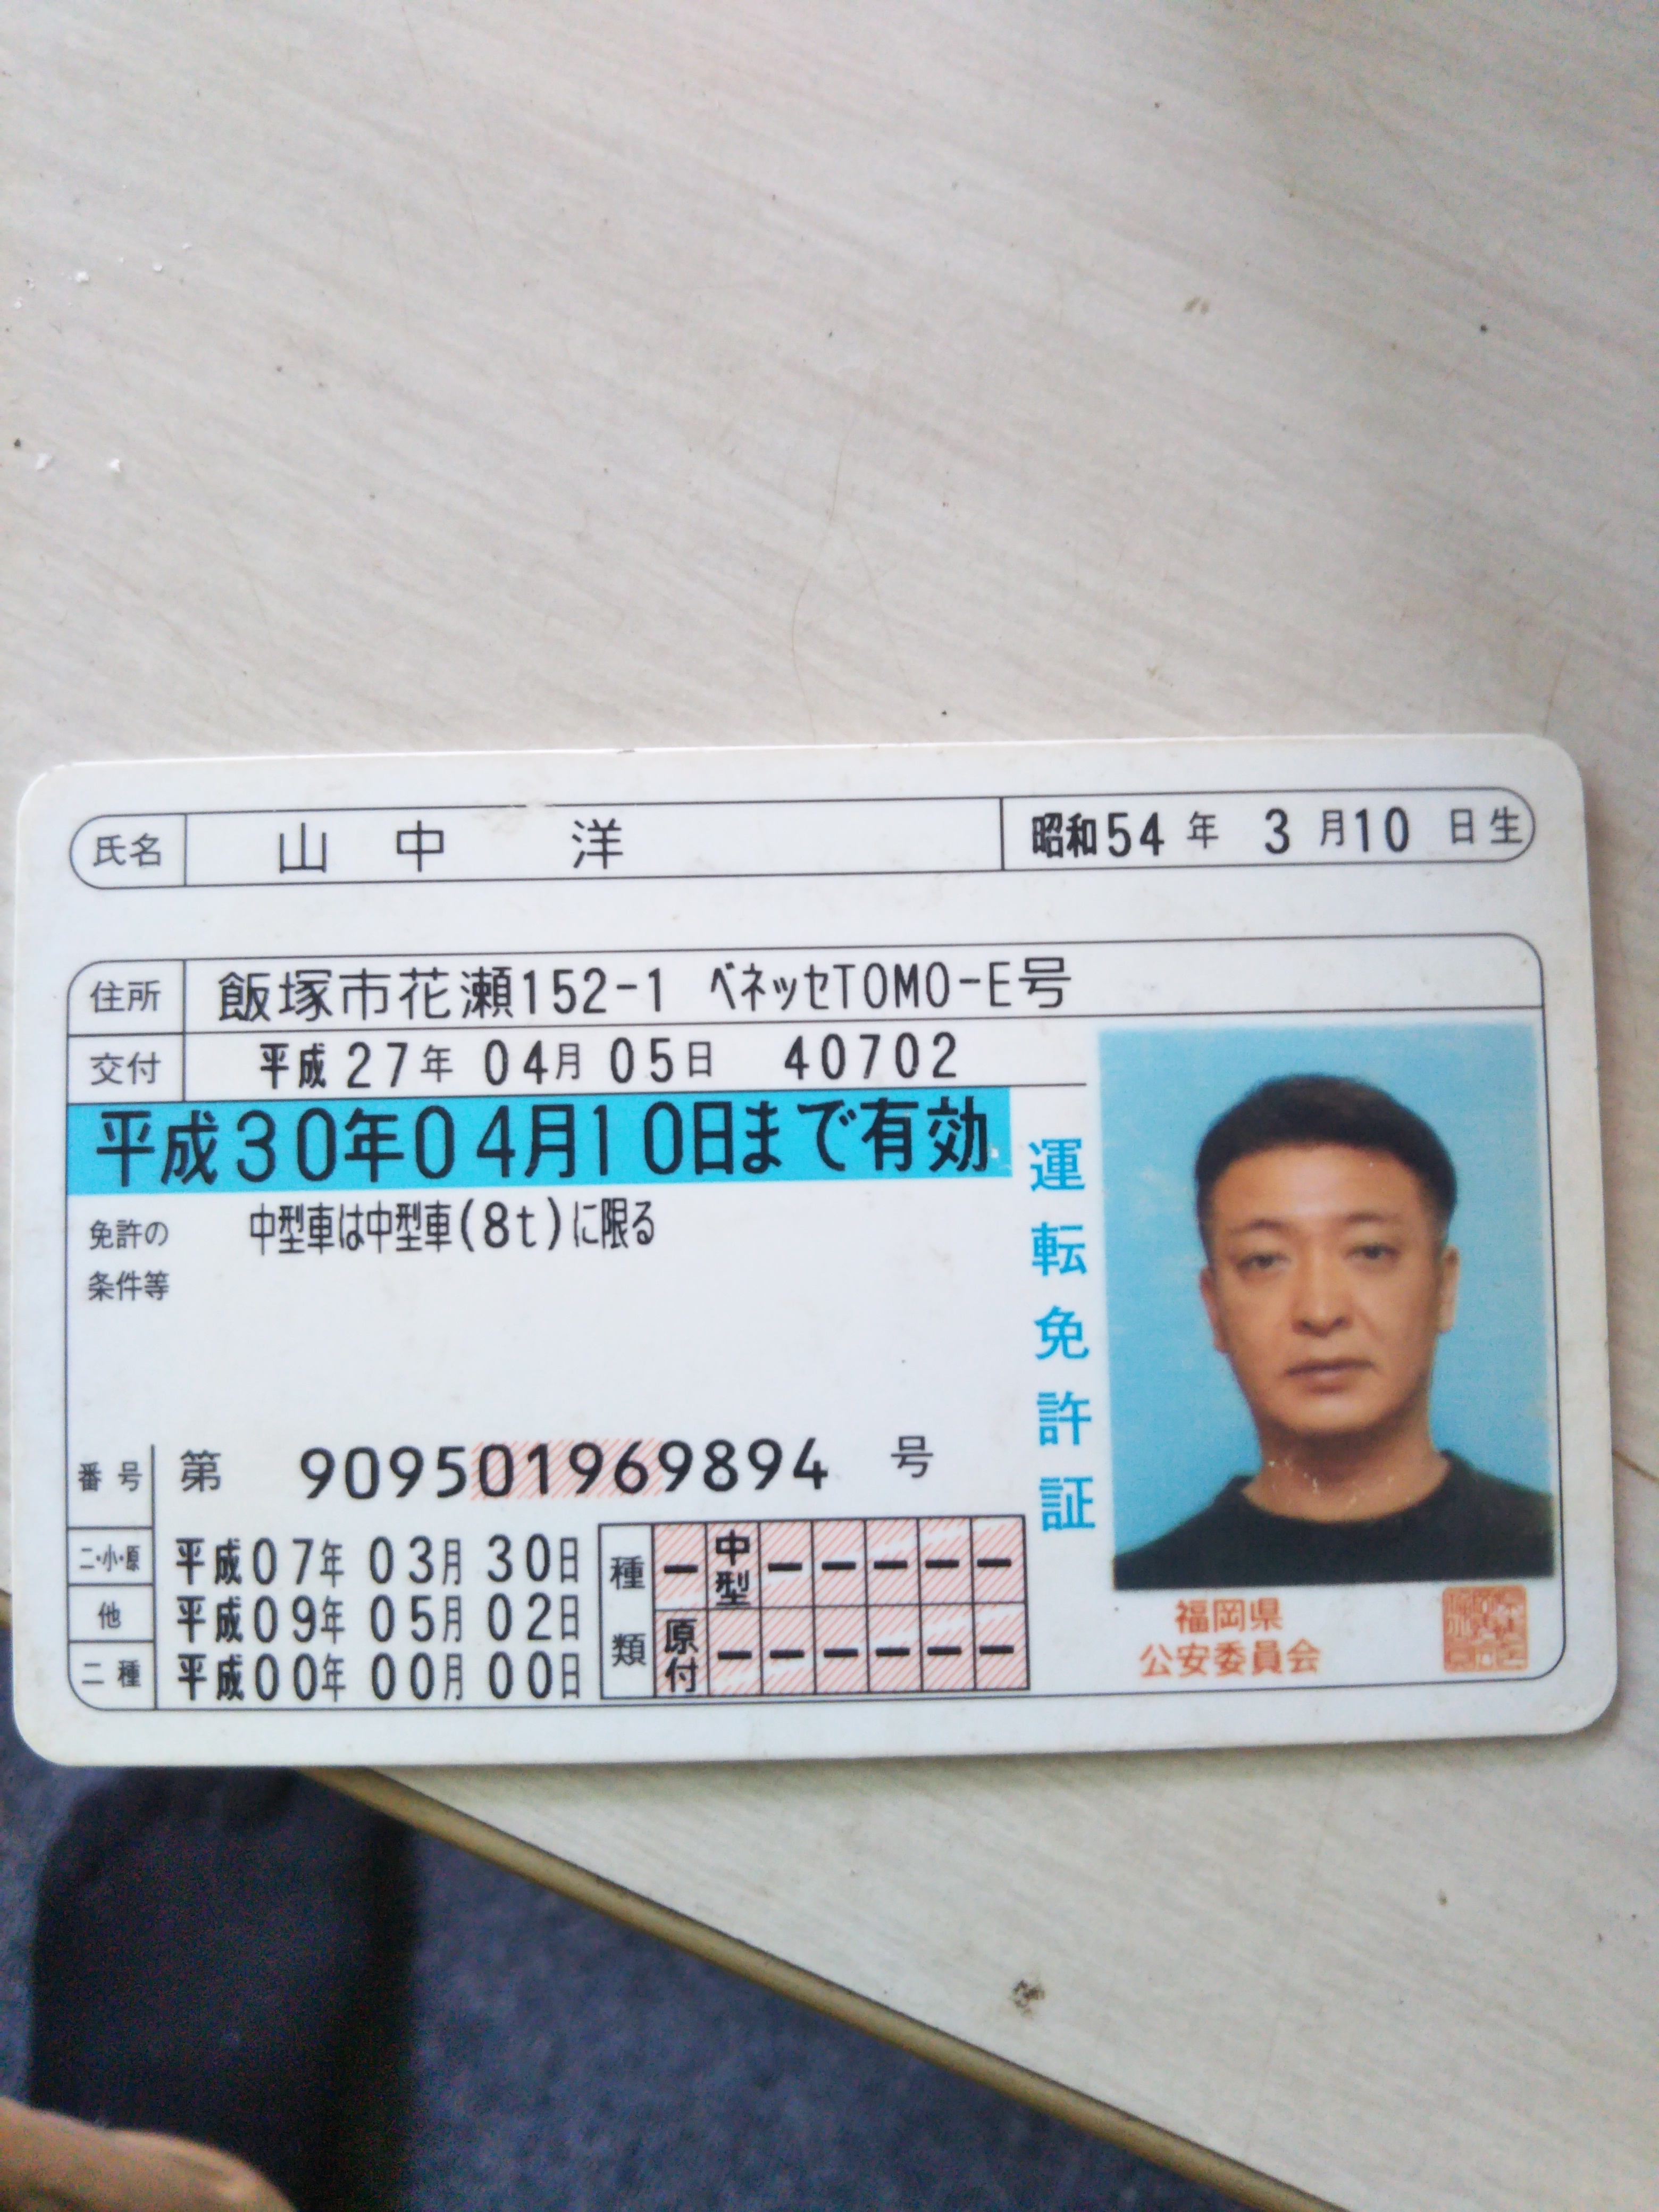 氏名 山中 洋 昭和54年 3月10日生
住所 飯塚市花瀬152-1 ベネッセTOMO-E号
交付 平成27年04月05日 40702
平成30年04月10日まで有効
免許の条件等 中型車は中型車(8t)に限る
運転免許証
番号 第 909501969894 号
二・小・原 平成07年03月30日
他 平成09年05月02日
二種 平成00年00月00日
種類 ー 中型 ー ー ー ー ー
原付 ー ー ー ー ー ー
福岡県
公安委員会